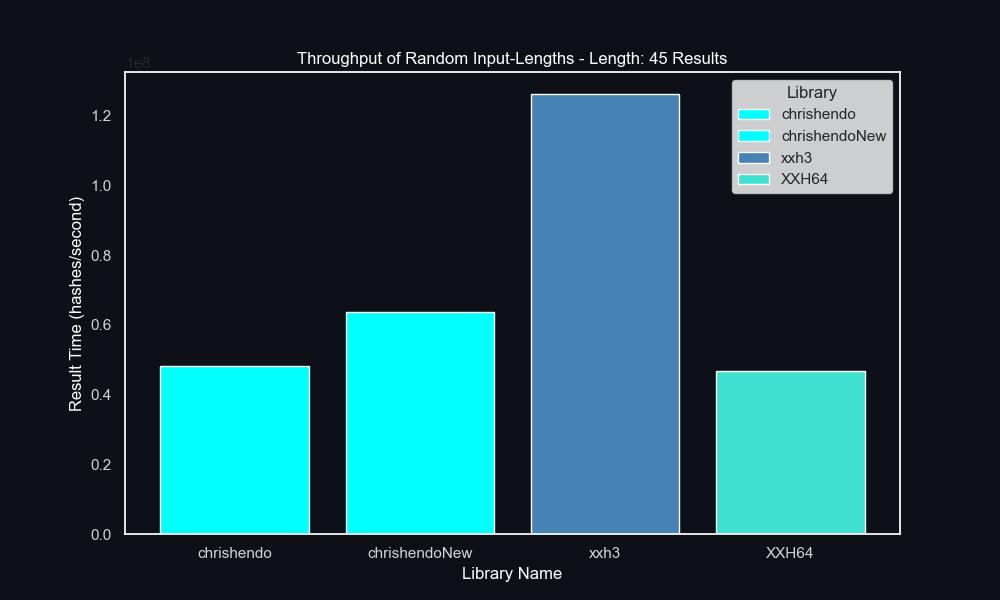 Throughput of Random Input-Lengths - Length: 45 Results
1e8
1.2
1.0
0.8
0.6
0.4
0.2
0.0
Result Time (hashes/second)
Library
chrishendo
chrishendoNew
xxh3
XXH64
chrishendo
chrishendoNew
xxh3
XXH64
Library Name